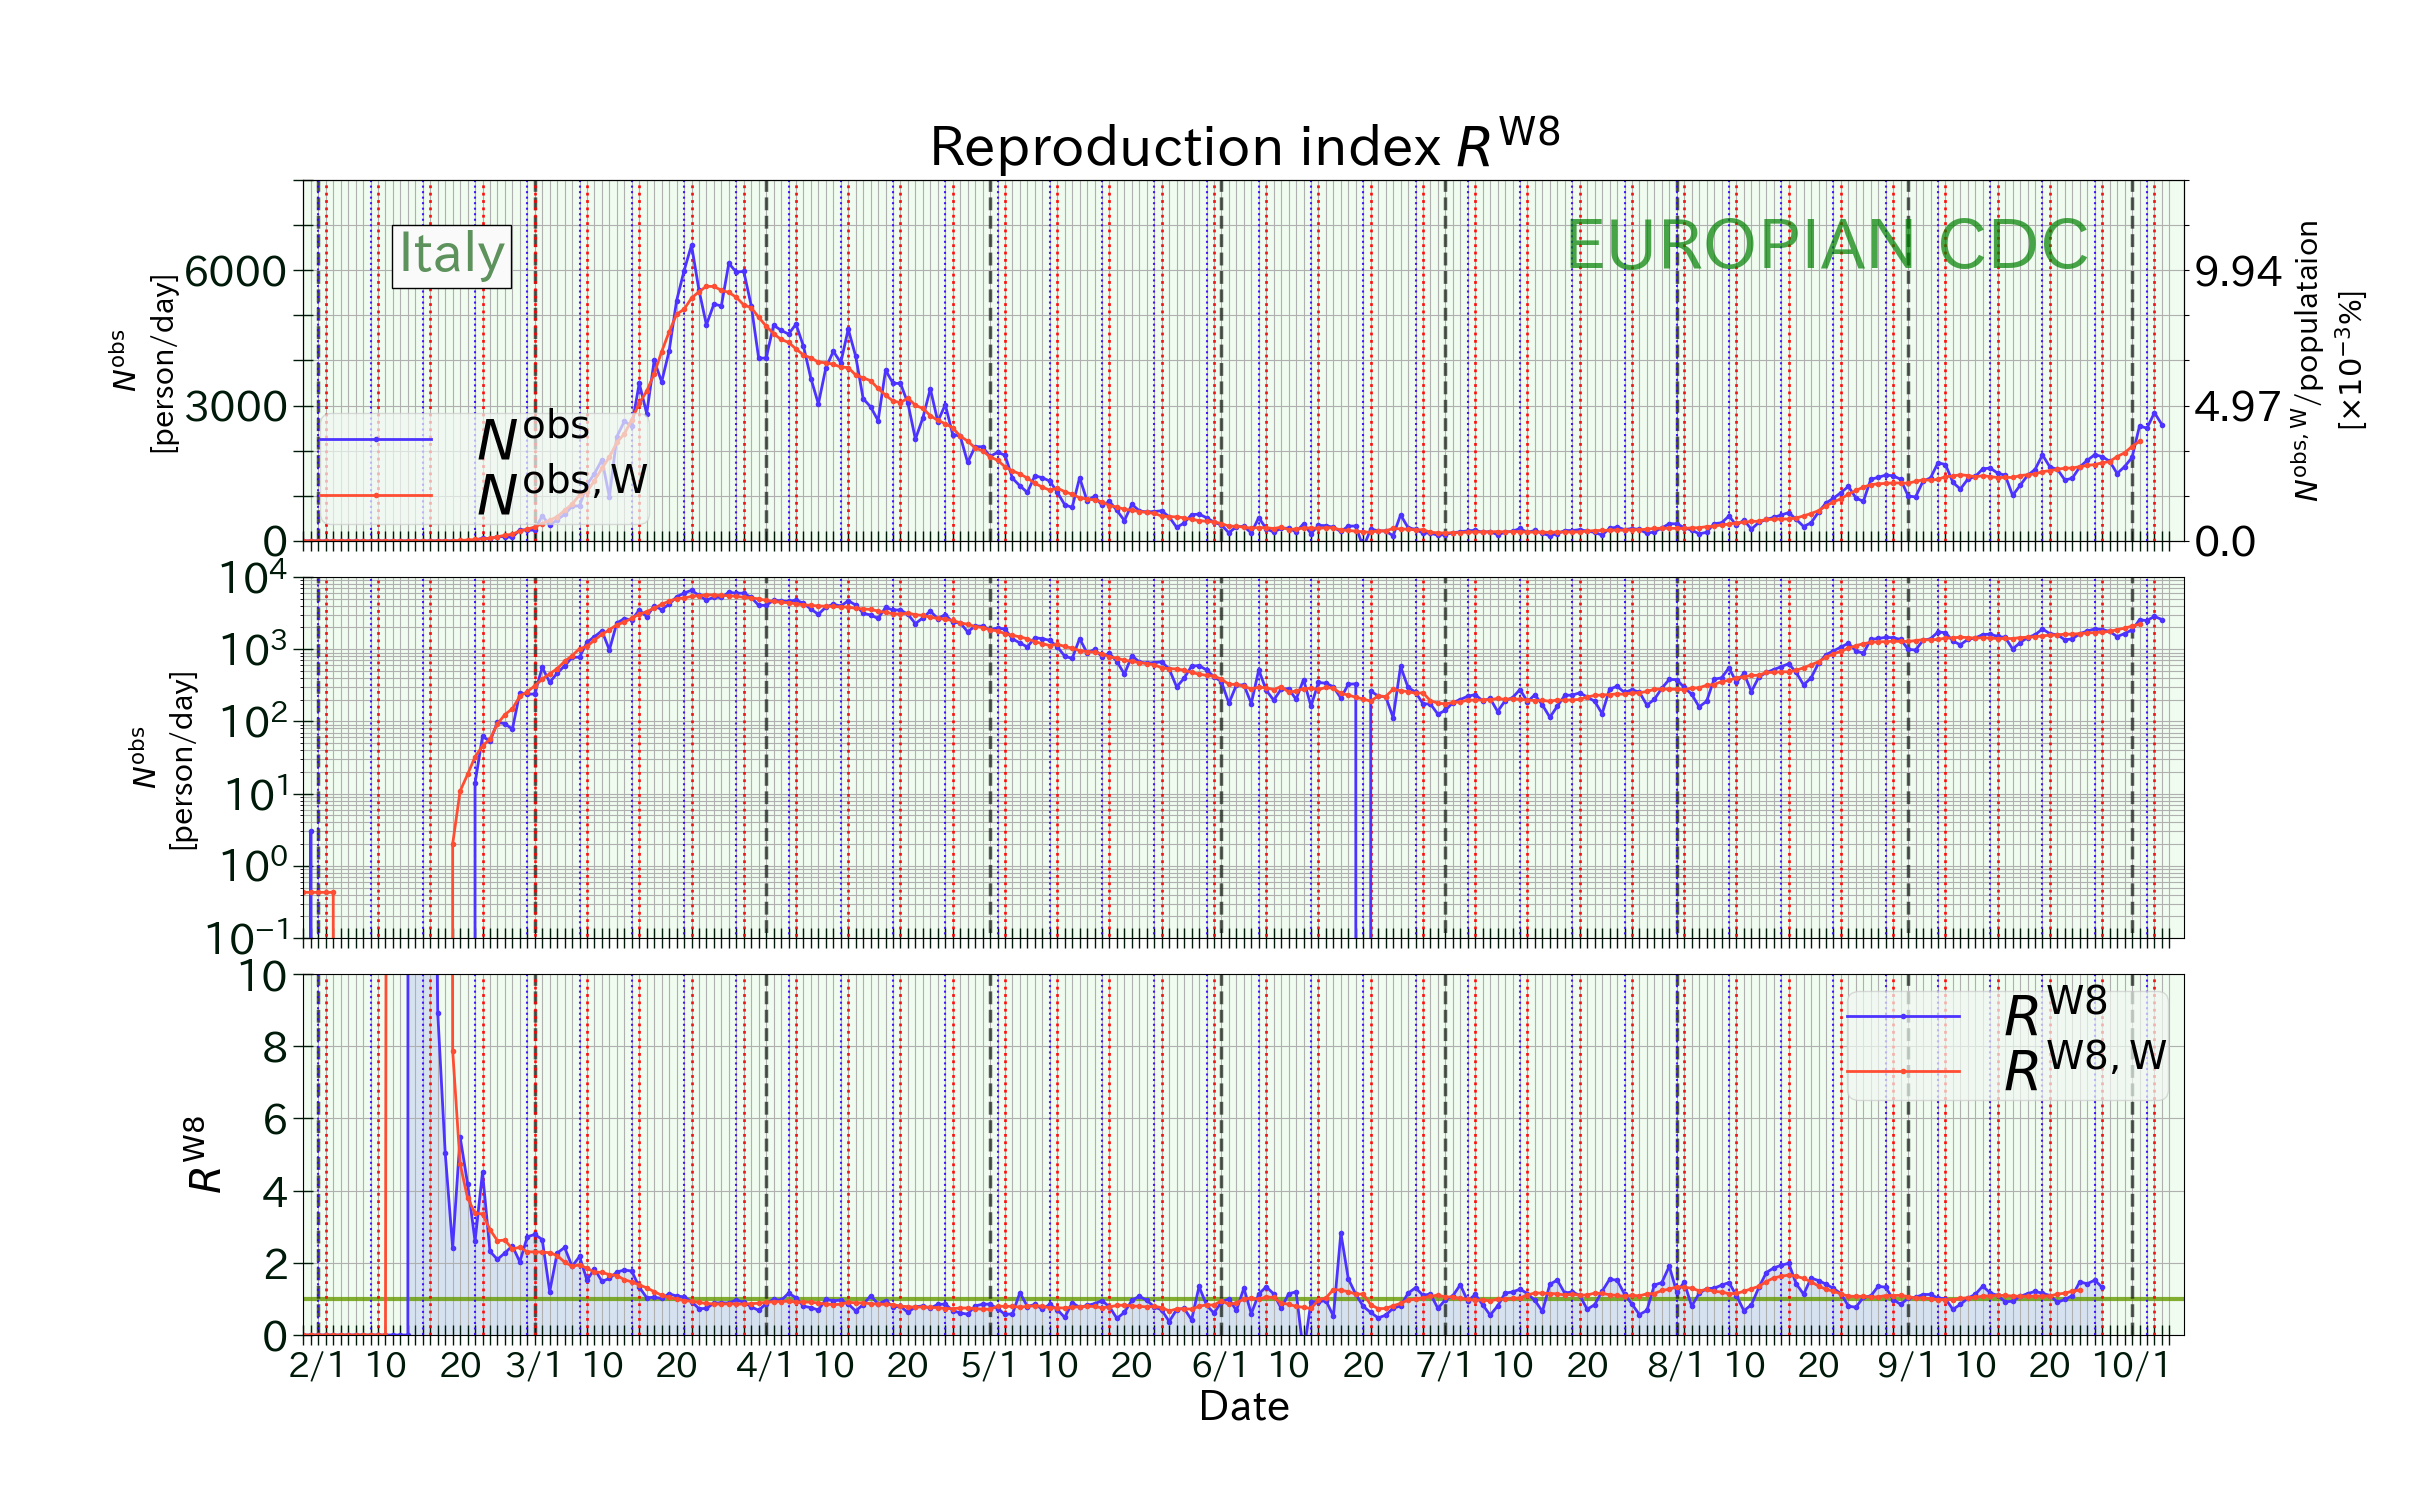 Reproduction index R^W8
Italy
EUROPIAN CDC
N^obs
[person/day]
6000
3000
0
N^obs
N^obs, W
9.94
4.97
0.0
N^obs, W/populataion
[×10^−3%]
N^obs
[person/day]
10^4
10^3
10^2
10^1
10^0
10^−1
R^W8
10
8
6
4
2
0
R^W8
R^W8, W
2/1 10 20 3/1 10 20 4/1 10 20 5/1 10 20 6/1 10 20 7/1 10 20 8/1 10 20 9/1 10 20 10/1
Date